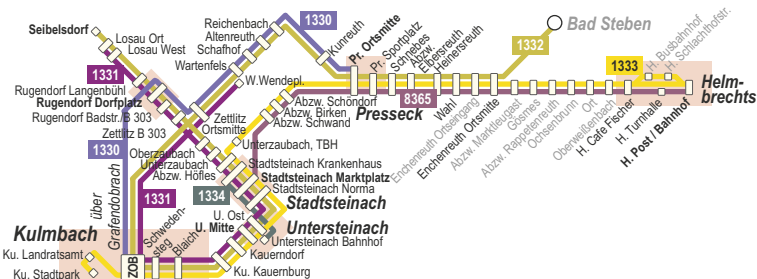 Seibelsdorf
Losau Ort
Losau West
Reichenbach
Altenreuth
Schafhof
Wartenfels
1330
Kunreuth
Pr. Ortsmitte
Pr. Sportplatz
Schnebes
Abzw.
Elbersreuth
Heinersreuth
1332
Bad Steben
1333
H. Busbahnhof
H. Schlachthofstr.
Helm-
brechts
1331
Rugendorf Langenbühl
Rugendorf Dorfplatz
Rugendorf Badstr./B 303
Zettlitz B 303
W.Wendepl.
Abzw. Schöndorf
Abzw. Birken
Abzw. Schwand
Presseck
8365
Wahl
Enchenreuth Ortseingang
Enchenreuth Ortsmitte
Abzw. Marktleugast
Gösmes
Abzw. Rappetenreuth
Ochsenbrunn
Ort
Oberweißenbach
H. Cafe Fischer
H. Turnhalle
H. Post / Bahnhof
Zettlitz
Ortsmitte
Unterzaubach, TBH
1330
Oberzaubach
Unterzaubach
Abzw. Höfles
Stadtsteinach Krankenhaus
Stadtsteinach Marktplatz
Stadtsteinach Norma
Stadtsteinach
1331
1334
über
Grafendobrach
U. Ost
U. Mitte
Untersteinach
Untersteinach Bahnhof
Kauerndorf
Ku. Kauernburg
Kulmbach
Ku. Landratsamt
Ku. Stadtpark
ZOB
Schweden-
steg
Blaich